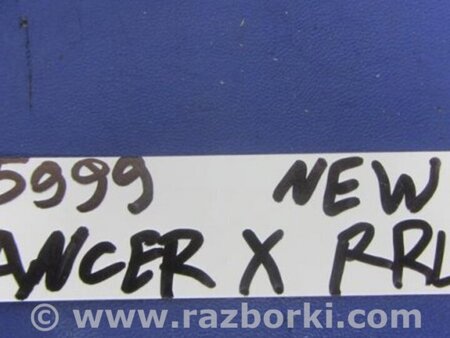 5999 NEW
ANCER X RRL
© www.razborki.com